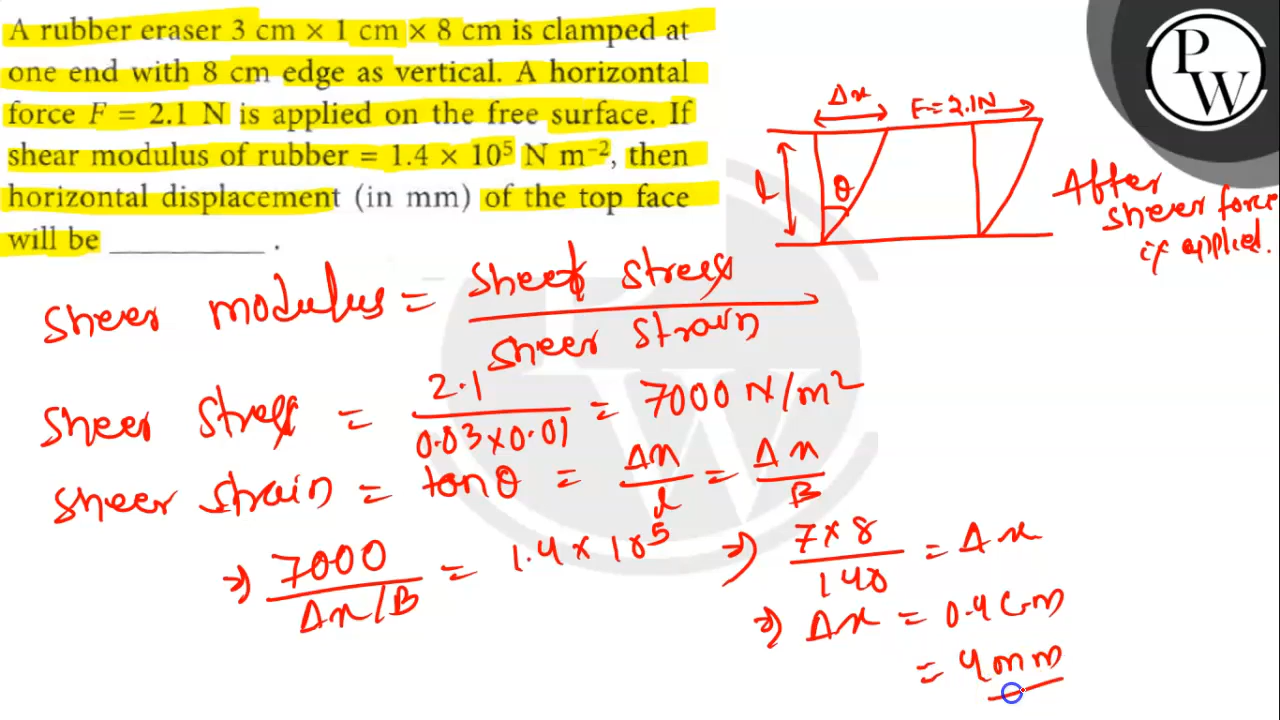 A rubber eraser 3 cm × 1 cm × 8 cm is clamped at
one end with 8 cm edge as vertical. A horizontal
force F = 2.1 N is applied on the free surface. If
shear modulus of rubber = 1.4 × 10⁵ N m⁻², then
horizontal displacement (in mm) of the top face
will be __________ .
P
W
Δx F=2.1N
l θ
After
sheer force
is applied.
Sheer modulus = Sheer stress / Sheer strain
Sheer stress = 2.1 / 0.03×0.01 = 7000 N/m²
Sheer strain = tanθ = Δx/l = Δx/8
⇒ 7000 / Δx/8 = 1.4 × 10⁵ ⇒ 7×8 / 140 = Δx
⇒ Δx = 0.4 cm
= 4mm